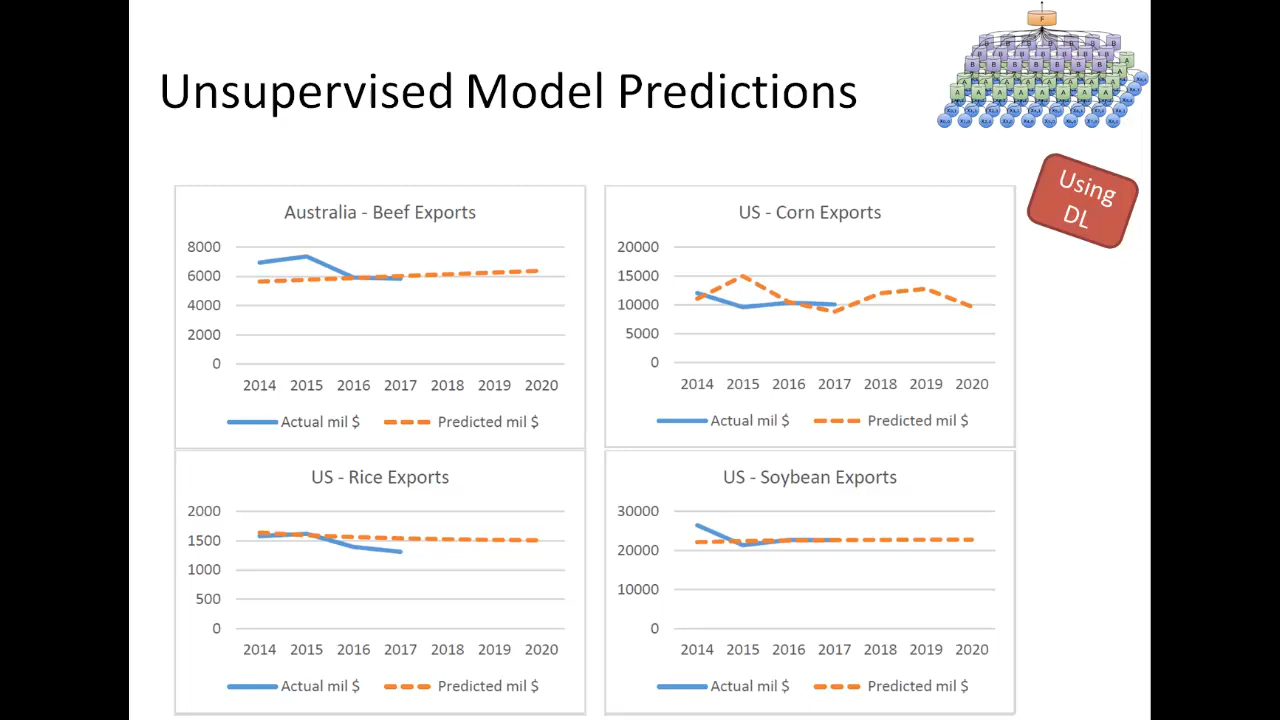 Unsupervised Model Predictions
F
B B B B B B B
Using
DL
Australia - Beef Exports
8000
6000
4000
2000
0
2014 2015 2016 2017 2018 2019 2020
Actual mil $ Predicted mil $
US - Corn Exports
20000
15000
10000
5000
0
2014 2015 2016 2017 2018 2019 2020
Actual mil $ Predicted mil $
US - Rice Exports
2000
1500
1000
500
0
2014 2015 2016 2017 2018 2019 2020
Actual mil $ Predicted mil $
US - Soybean Exports
30000
20000
10000
0
2014 2015 2016 2017 2018 2019 2020
Actual mil $ Predicted mil $